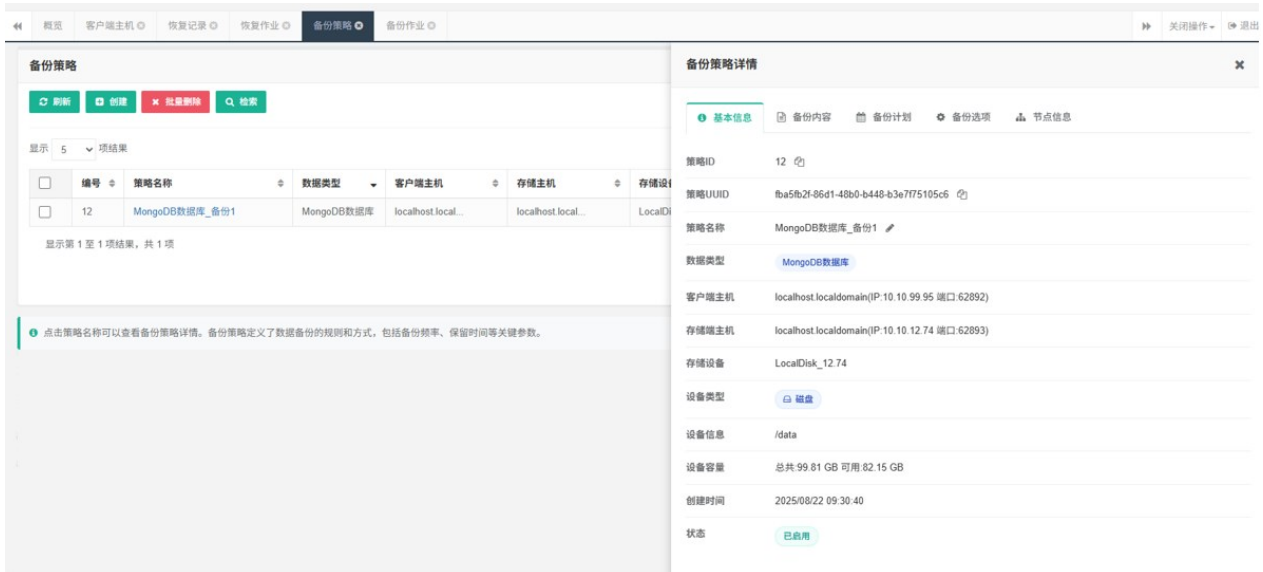 概览 客户端主机 恢复记录 恢复作业 备份策略 备份作业 关闭操作 退出
备份策略
刷新 创建 批量删除 检索
显示 5 项结果
编号 策略名称 数据类型 客户端主机 存储主机 存储设备
12 MongoDB数据库_备份1 MongoDB数据库 localhost.local... localhost.local... LocalDi
显示第 1 至 1 项结果，共 1 项
点击策略名称可以查看备份策略详情。备份策略定义了数据备份的规则和方式，包括备份频率、保留时间等关键参数。
备份策略详情
基本信息 备份内容 备份计划 备份选项 节点信息
策略ID 12
策略UUID fba5fb2f-86d1-48b0-b448-b3e7f75105c6
策略名称 MongoDB数据库_备份1
数据类型 MongoDB数据库
客户端主机 localhost.localdomain(IP:10.10.99.95 端口:62892)
存储端主机 localhost.localdomain(IP:10.10.12.74 端口:62893)
存储设备 LocalDisk_12.74
设备类型 磁盘
设备信息 /data
设备容量 总共:99.81 GB 可用:82.15 GB
创建时间 2025/08/22 09:30:40
状态 已启用